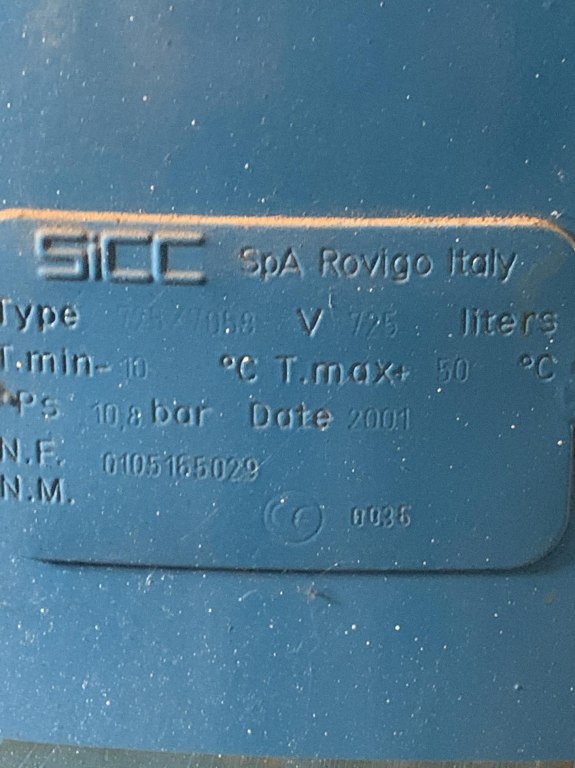 SiCC SpA Rovigo Italy
Type V 725 liters
T.min- 10 °C T.max+ 50 °C
PS 10,8 bar Date 2001
N.F. 0105165029
N.M.
CE 0036